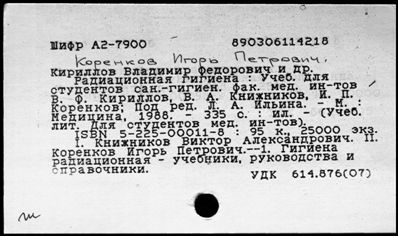 Шифр А2-7900 890306114218
Коренков Игорь Петрович.
Кириллов Владимир Федорович и др.
Радиационная гигиена : Учеб. для
студентов сан.-гигиен. фак. мед. ин-тов
В. Ф. Кириллов, В. А. Книжников, И. П.
Коренков; Под ред. Л. А. Ильина. - М. :
Медицина, 1988. - 335 с. : ил. - (Учеб.
лит. Для студентов мед. ин-тов).
ISBN 5-225-00011-8 : 95 к., 25000 экз.
I. Книжников Виктор Александрович. II.
Коренков Игорь Петрович.--1. Гигиена
радиационная - учебники, руководства и
справочники.
УДК 614.876(07)